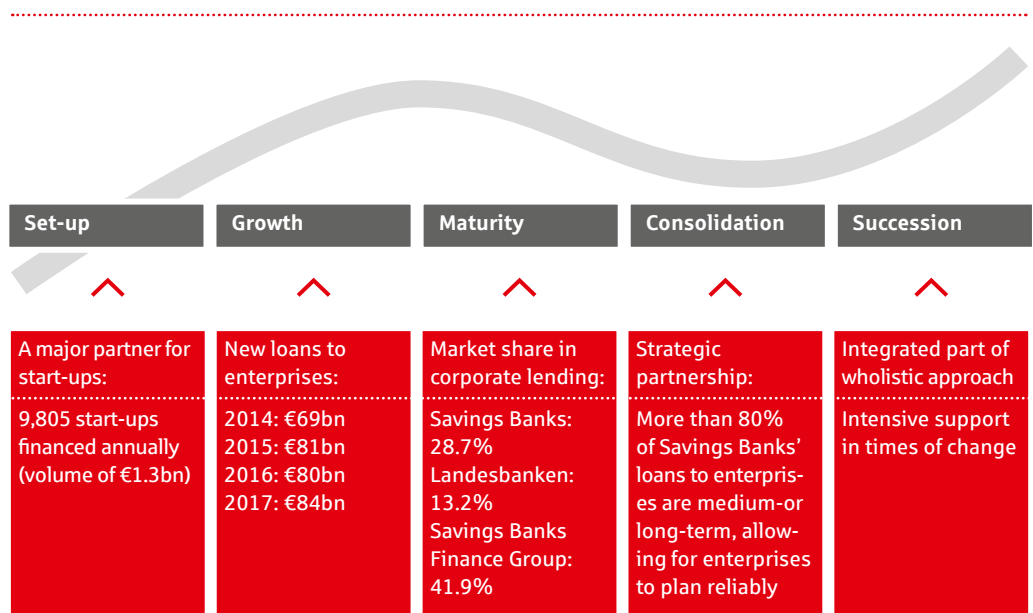 Set-up
Growth
Maturity
Consolidation
Succession
A major partner for
start-ups:
9,805 start-ups
financed annually
(volume of €1.3bn)
New loans to
enterprises:
2014: €69bn
2015: €81bn
2016: €80bn
2017: €84bn
Market share in
corporate lending:
Savings Banks:
28.7%
Landesbanken:
13.2%
Savings Banks
Finance Group:
41.9%
Strategic
partnership:
More than 80%
of Savings Banks’
loans to enterpris-
es are medium-or
long-term, allow-
ing for enterprises
to plan reliably
Integrated part of
wholistic approach
Intensive support
in times of change